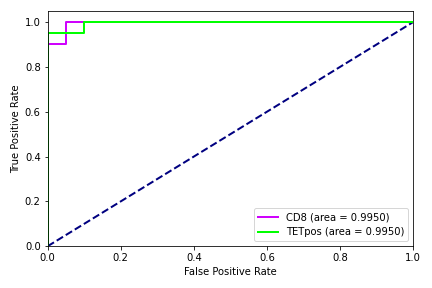 1.0
0.8
0.6
0.4
0.2
0.0
True Positive Rate
CD8 (area = 0.9950)
TETpos (area = 0.9950)
0.0 0.2 0.4 0.6 0.8 1.0
False Positive Rate